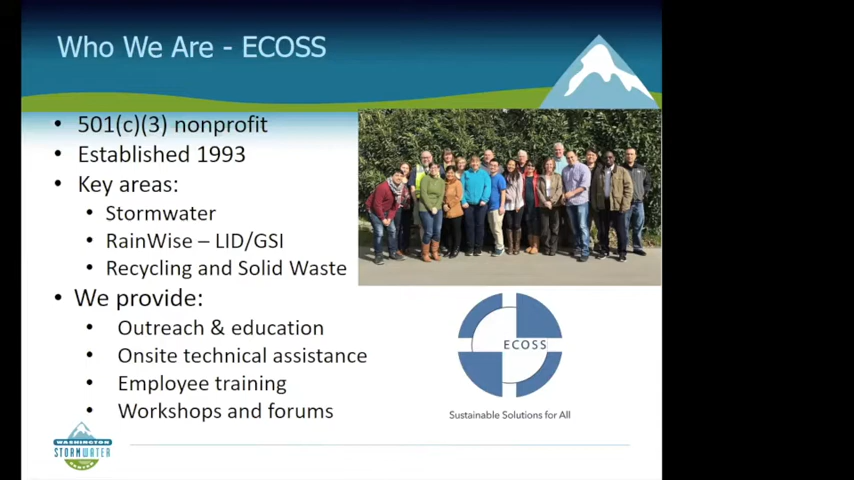 Who We Are - ECOSS
• 501(c)(3) nonprofit
• Established 1993
• Key areas:
• Stormwater
• RainWise – LID/GSI
• Recycling and Solid Waste
• We provide:
• Outreach & education
• Onsite technical assistance
• Employee training
• Workshops and forums
ECOSS
Sustainable Solutions for All
WASHINGTON
STORMWATER